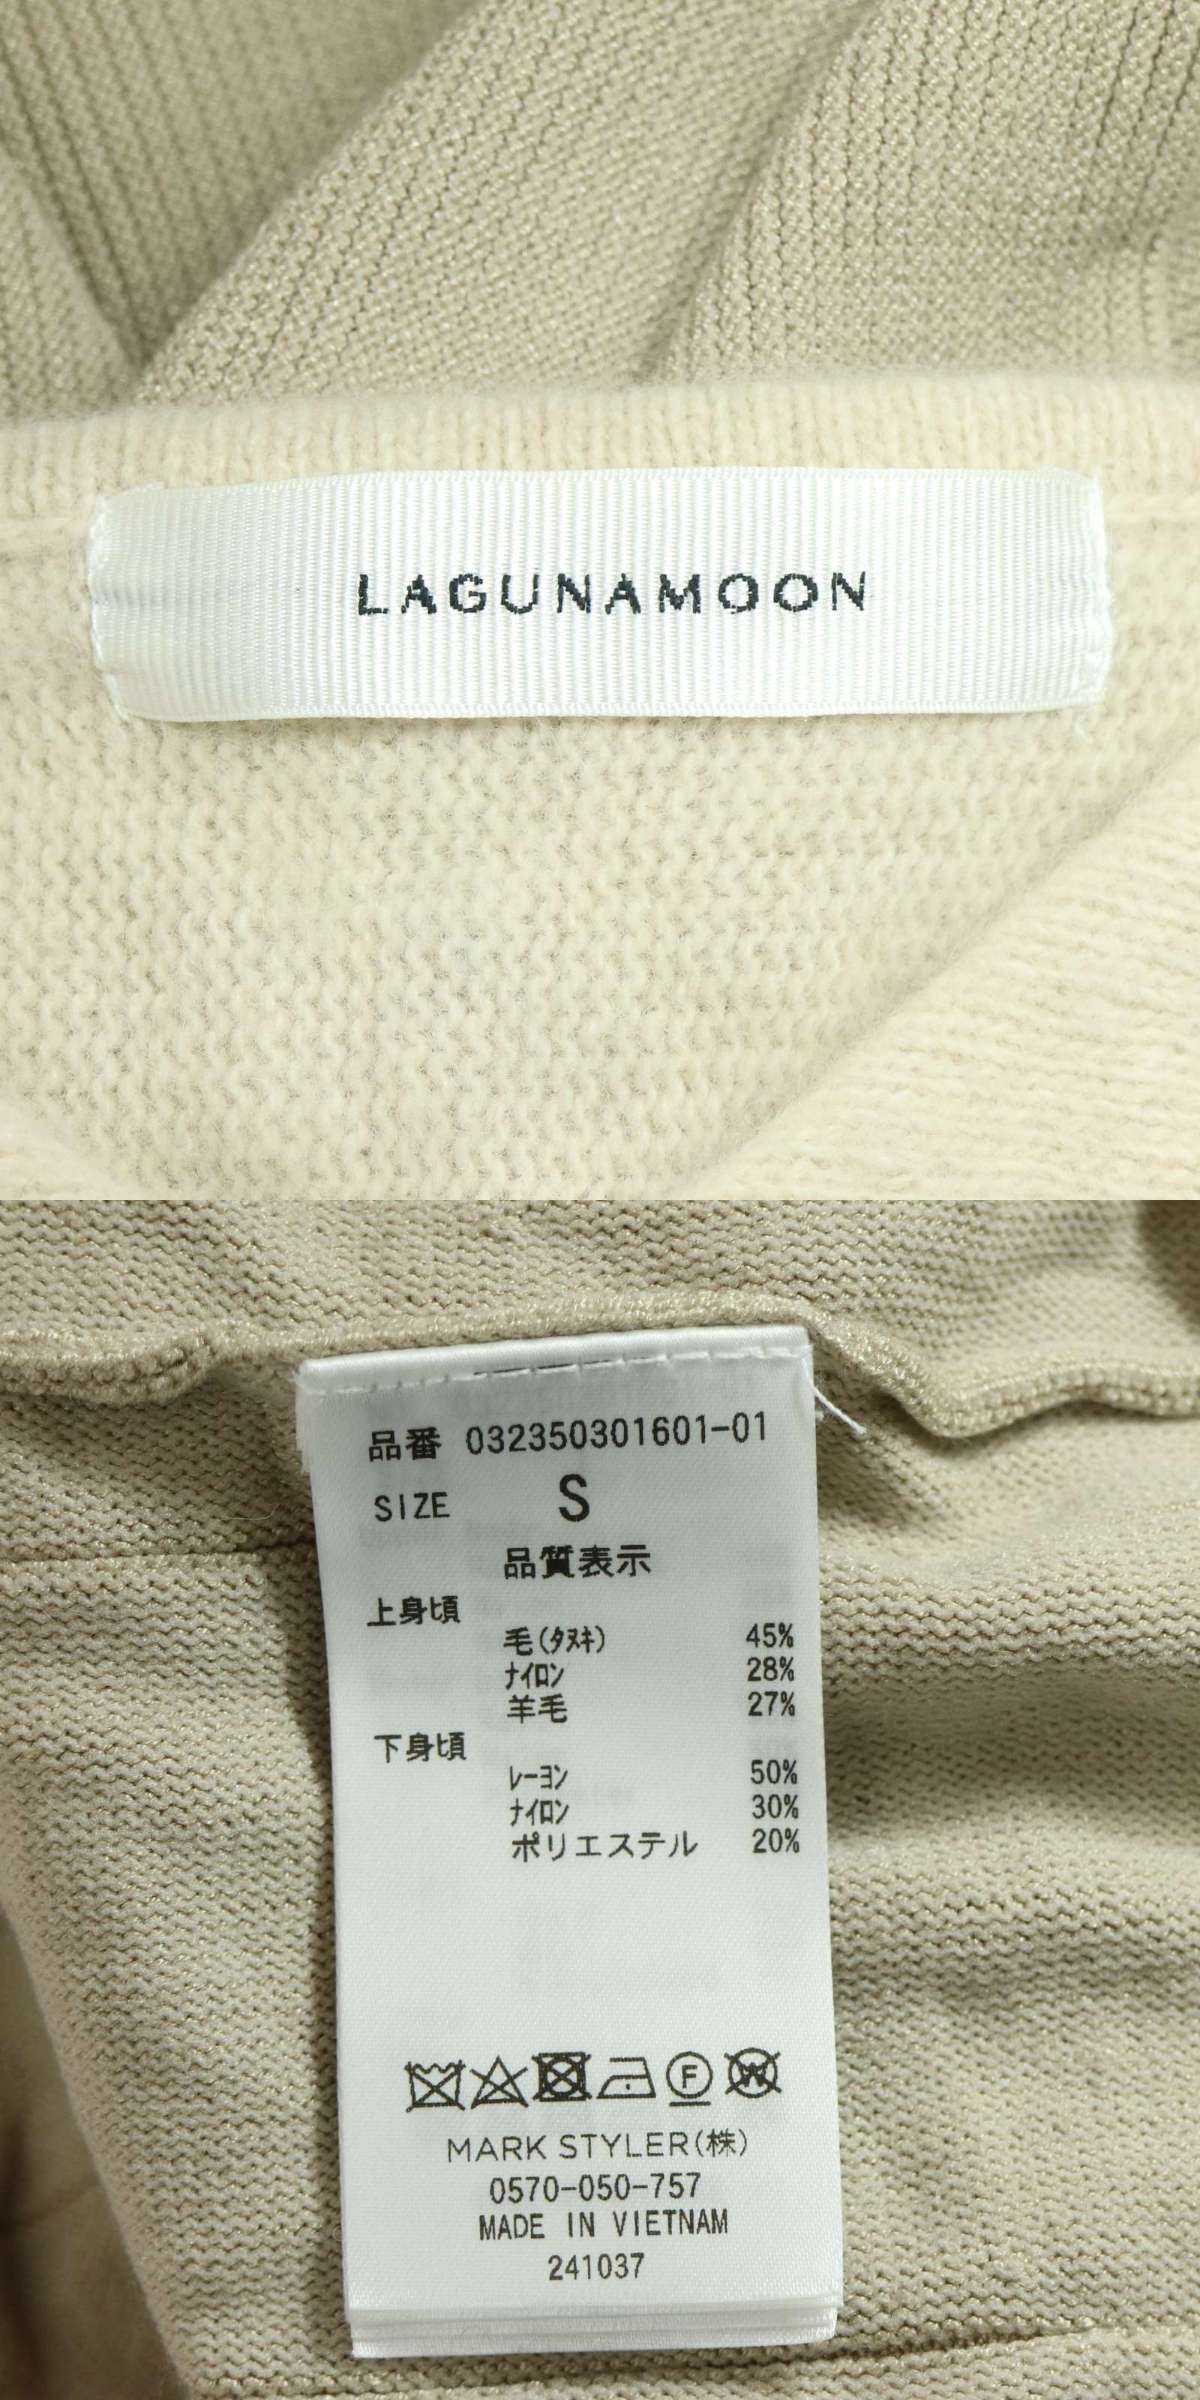 LAGUNAMOON
品番 032350301601-01
SIZE S
品質表示
上身頃
毛(タヌキ) 45%
ナイロン 28%
羊毛 27%
下身頃
レーヨン 50%
ナイロン 30%
ポリエステル 20%
F W
MARK STYLER(株)
0570-050-757
MADE IN VIETNAM
241037